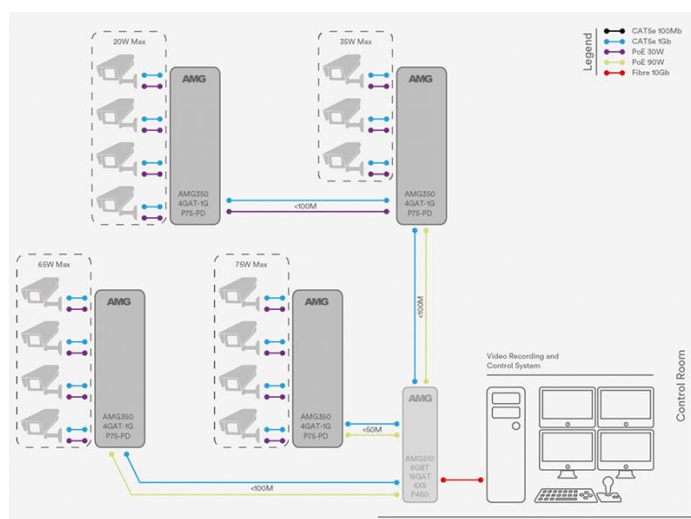 20W Max
35W Max
Legend
CAT5e 100Mb
CAT5e 1Gb
PoE 30W
PoE 90W
Fibre 10Gb
AMG
AMG350
4GAT-1G
P75-PD
<100M
AMG
AMG350
4GAT-1G
P75-PD
<100M
65W Max
75W Max
AMG
AMG350
4GAT-1G
P75-PD
AMG
AMG350
4GAT-1G
P75-PD
<50M
<100M
AMG
AMG510
8GBT
16GAT
4XS
P460
Video Recording and
Control System
Control Room